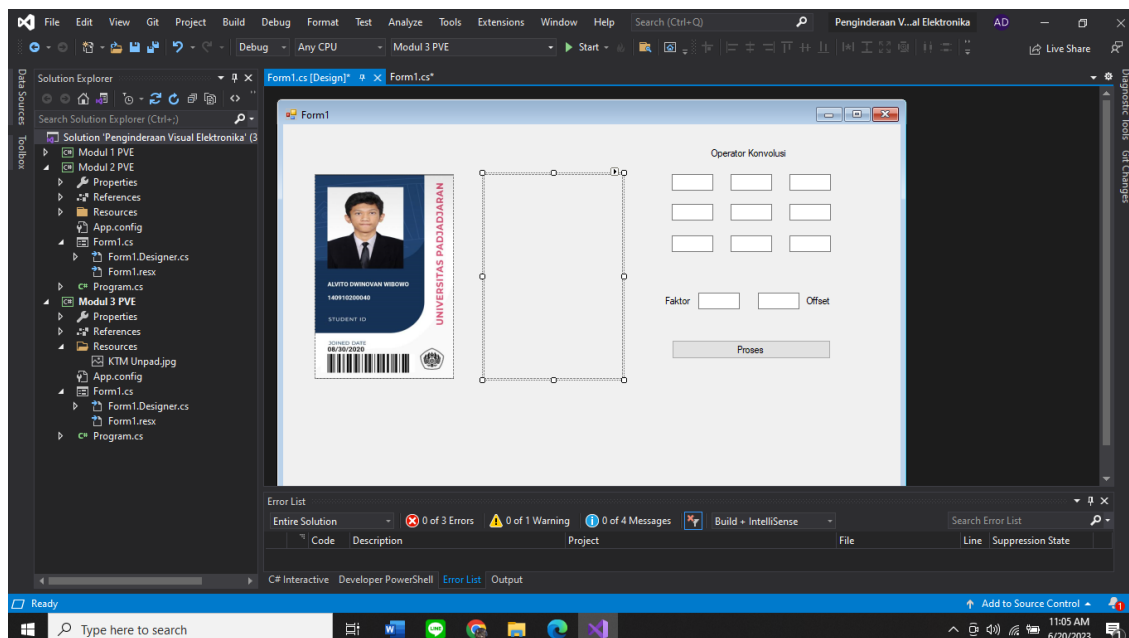 File Edit View Git Project Build Debug Format Test Analyze Tools Extensions Window Help Search (Ctrl+Q) Penginderaan V...al Elektronika AD
Debug Any CPU Modul 3 PVE Start Live Share
Data Sources
Toolbox
Solution Explorer
Search Solution Explorer (Ctrl+;)
Solution 'Penginderaan Visual Elektronika' (3
Modul 1 PVE
Modul 2 PVE
Properties
References
Resources
App.config
Form1.cs
Form1.Designer.cs
Form1.resx
Program.cs
Modul 3 PVE
Properties
References
Resources
KTM Unpad.jpg
App.config
Form1.cs
Form1.Designer.cs
Form1.resx
Program.cs
Form1.cs [Design]* Form1.cs*
Form1
UNIVERSITAS PADJADJARAN
ALVITO DWINOVAN WIBOWO
140910200040
STUDENT ID
JOINED DATE
08/30/2020
Operator Konvolusi
Faktor Offset
Proses
Diagnostic Tools
Git Changes
Error List
Entire Solution 0 of 3 Errors 0 of 1 Warning 0 of 4 Messages Build + IntelliSense Search Error List
Code Description Project File Line Suppression State
C# Interactive Developer PowerShell Error List Output
Ready Add to Source Control 1
Type here to search
11:05 AM
6/20/2023